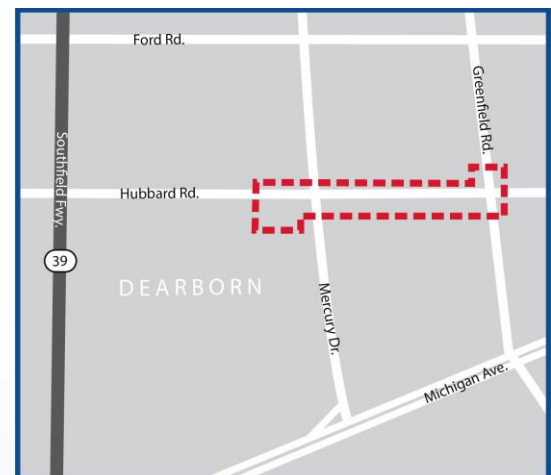 Ford Rd.
Greenfield Rd.
Southfield Fwy.
Hubbard Rd.
39
DEARBORN
Mercury Dr.
Michigan Ave.